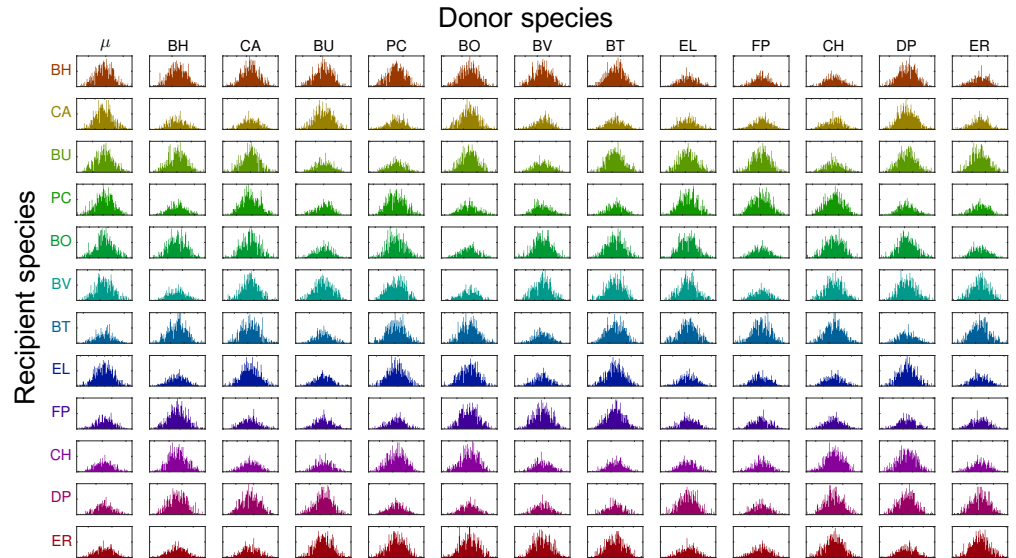 Donor species
μ BH CA BU PC BO BV BT EL FP CH DP ER
Recipient species
BH
CA
BU
PC
BO
BV
BT
EL
FP
CH
DP
ER